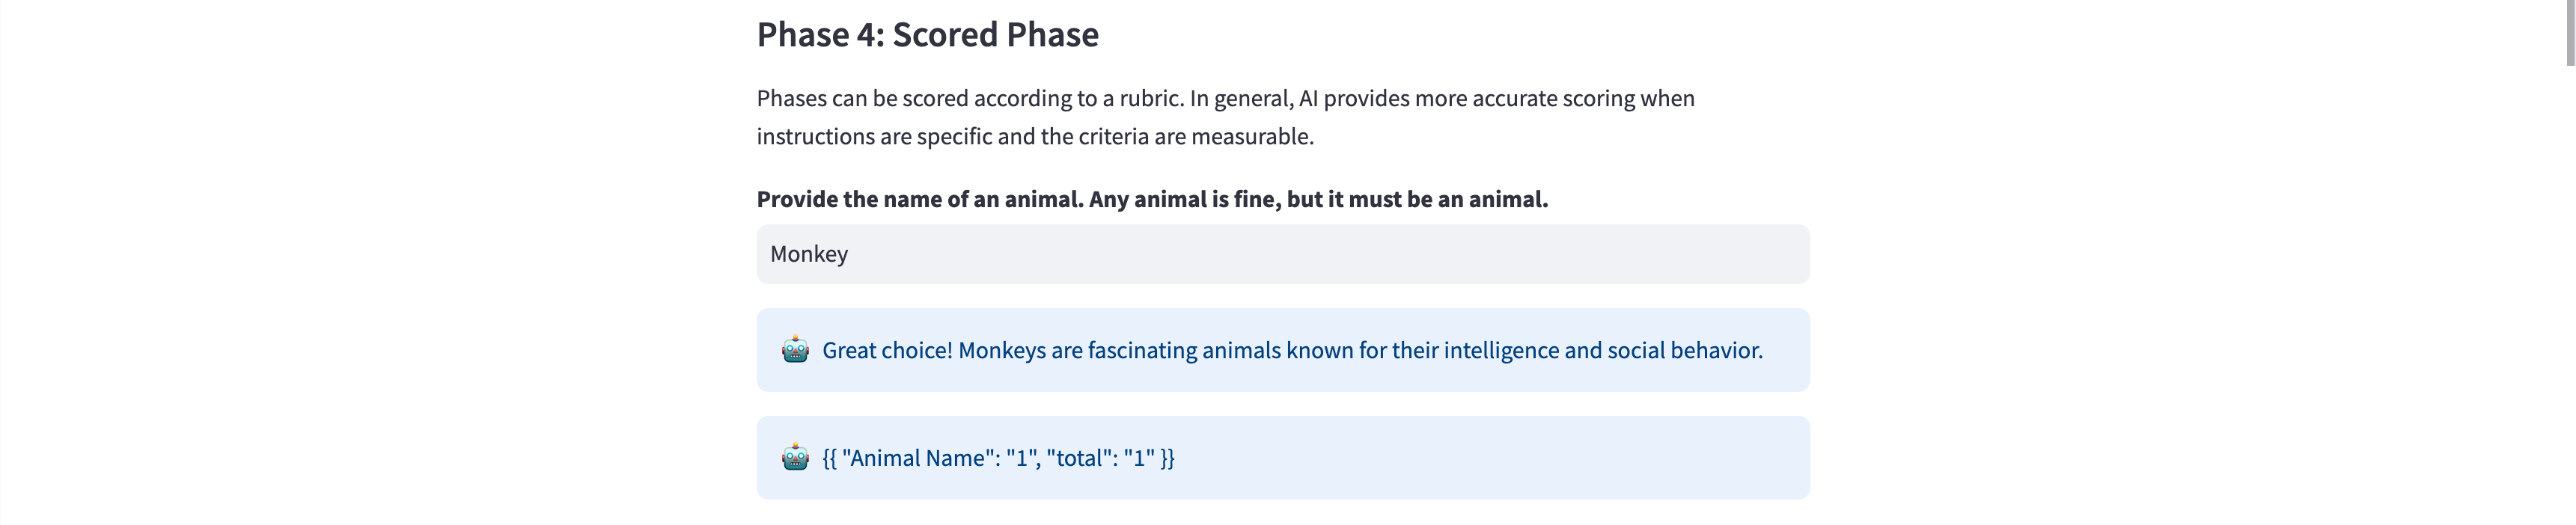 Phase 4: Scored Phase
Phases can be scored according to a rubric. In general, AI provides more accurate scoring when
instructions are specific and the criteria are measurable.
Provide the name of an animal. Any animal is fine, but it must be an animal.
Monkey
Great choice! Monkeys are fascinating animals known for their intelligence and social behavior.
{{ "Animal Name": "1", "total": "1" }}